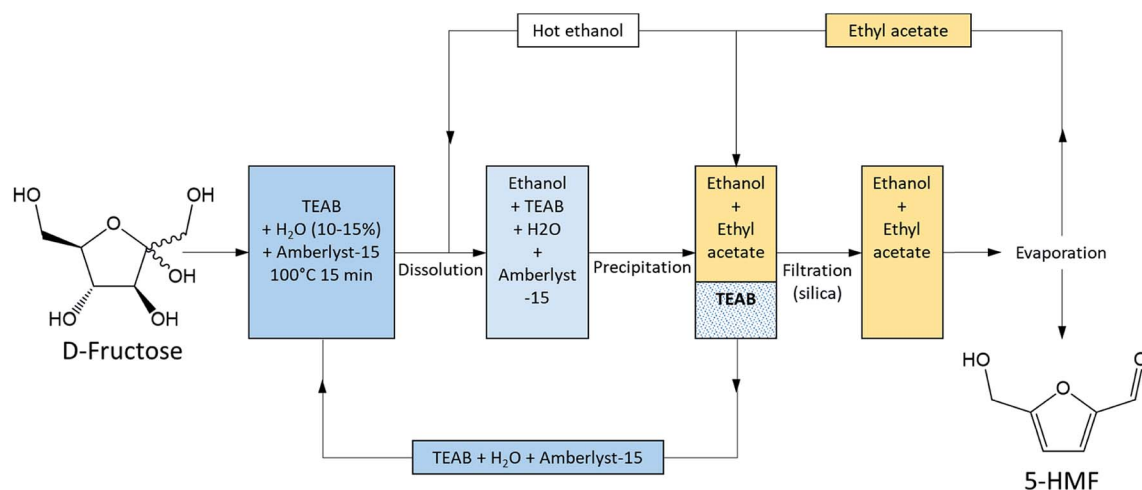 Hot ethanol
Ethyl acetate
HO
O
OH
OH
HO
OH
D-Fructose
TEAB
+ H₂O (10-15%)
+ Amberlyst-15
100°C 15 min
Dissolution
Ethanol
+ TEAB
+ H2O
+
Amberlyst
-15
Precipitation
Ethanol
+
Ethyl
acetate
TEAB
Filtration
(silica)
Ethanol
+
Ethyl
acetate
Evaporation
TEAB + H₂O + Amberlyst-15
HO
O
O
5-HMF